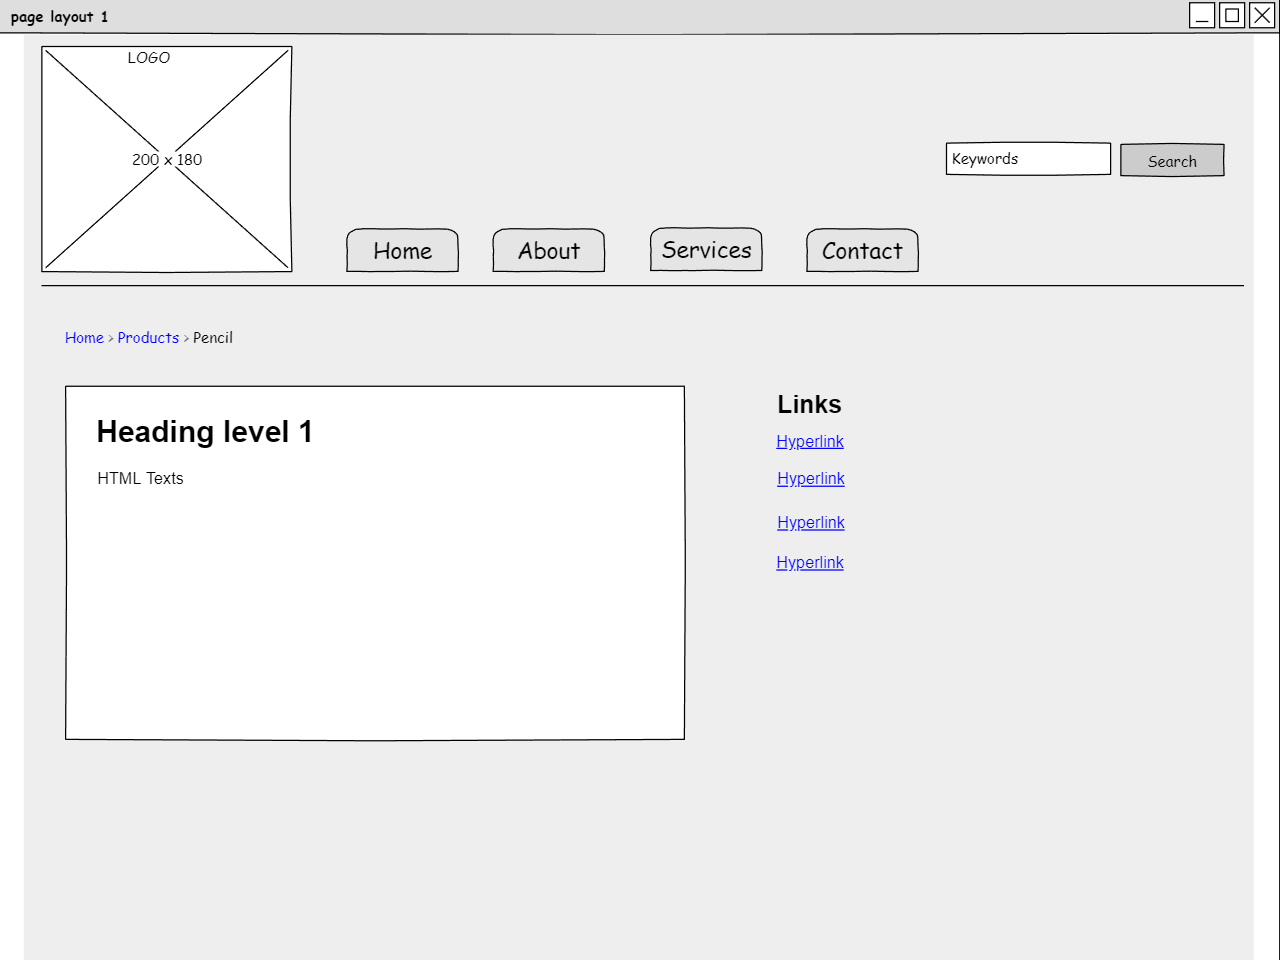 page layout 1
LOGO
200 x 180
Keywords
Search
Home
About
Services
Contact
Home > Products > Pencil
Heading level 1
HTML Texts
Links
Hyperlink
Hyperlink
Hyperlink
Hyperlink